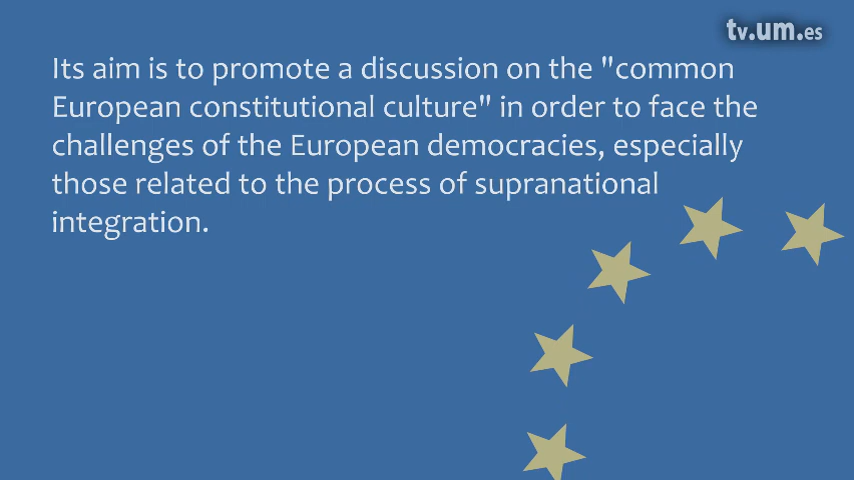 tv.um.es
Its aim is to promote a discussion on the "common
European constitutional culture" in order to face the
challenges of the European democracies, especially
those related to the process of supranational
integration.